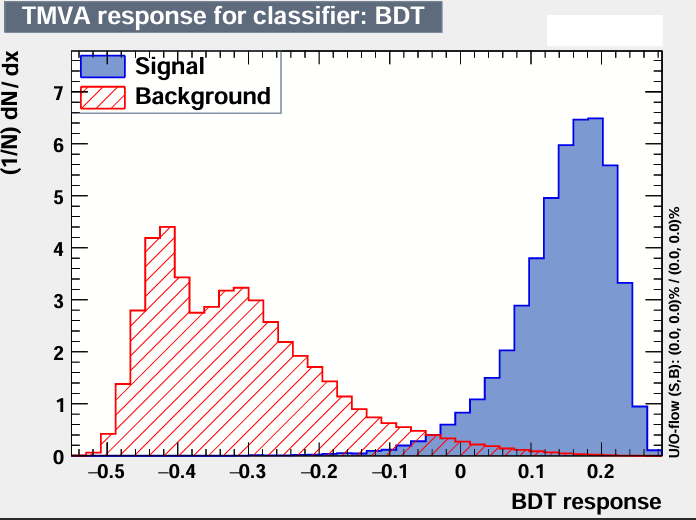 TMVA response for classifier: BDT
(1/N) dN/ dx
Signal
Background
7
6
5
4
3
2
1
0
−0.5 −0.4 −0.3 −0.2 −0.1 0 0.1 0.2
BDT response
U/O-flow (S,B): (0.0, 0.0)% / (0.0, 0.0)%